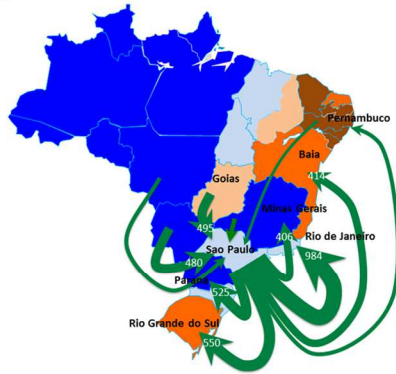 Pernambuco
Baia
414
Goias
Minas Gerais
495
406
Rio de Janeiro
Sao Paulo
984
480
Parana
525
Rio Grande do Sul
550